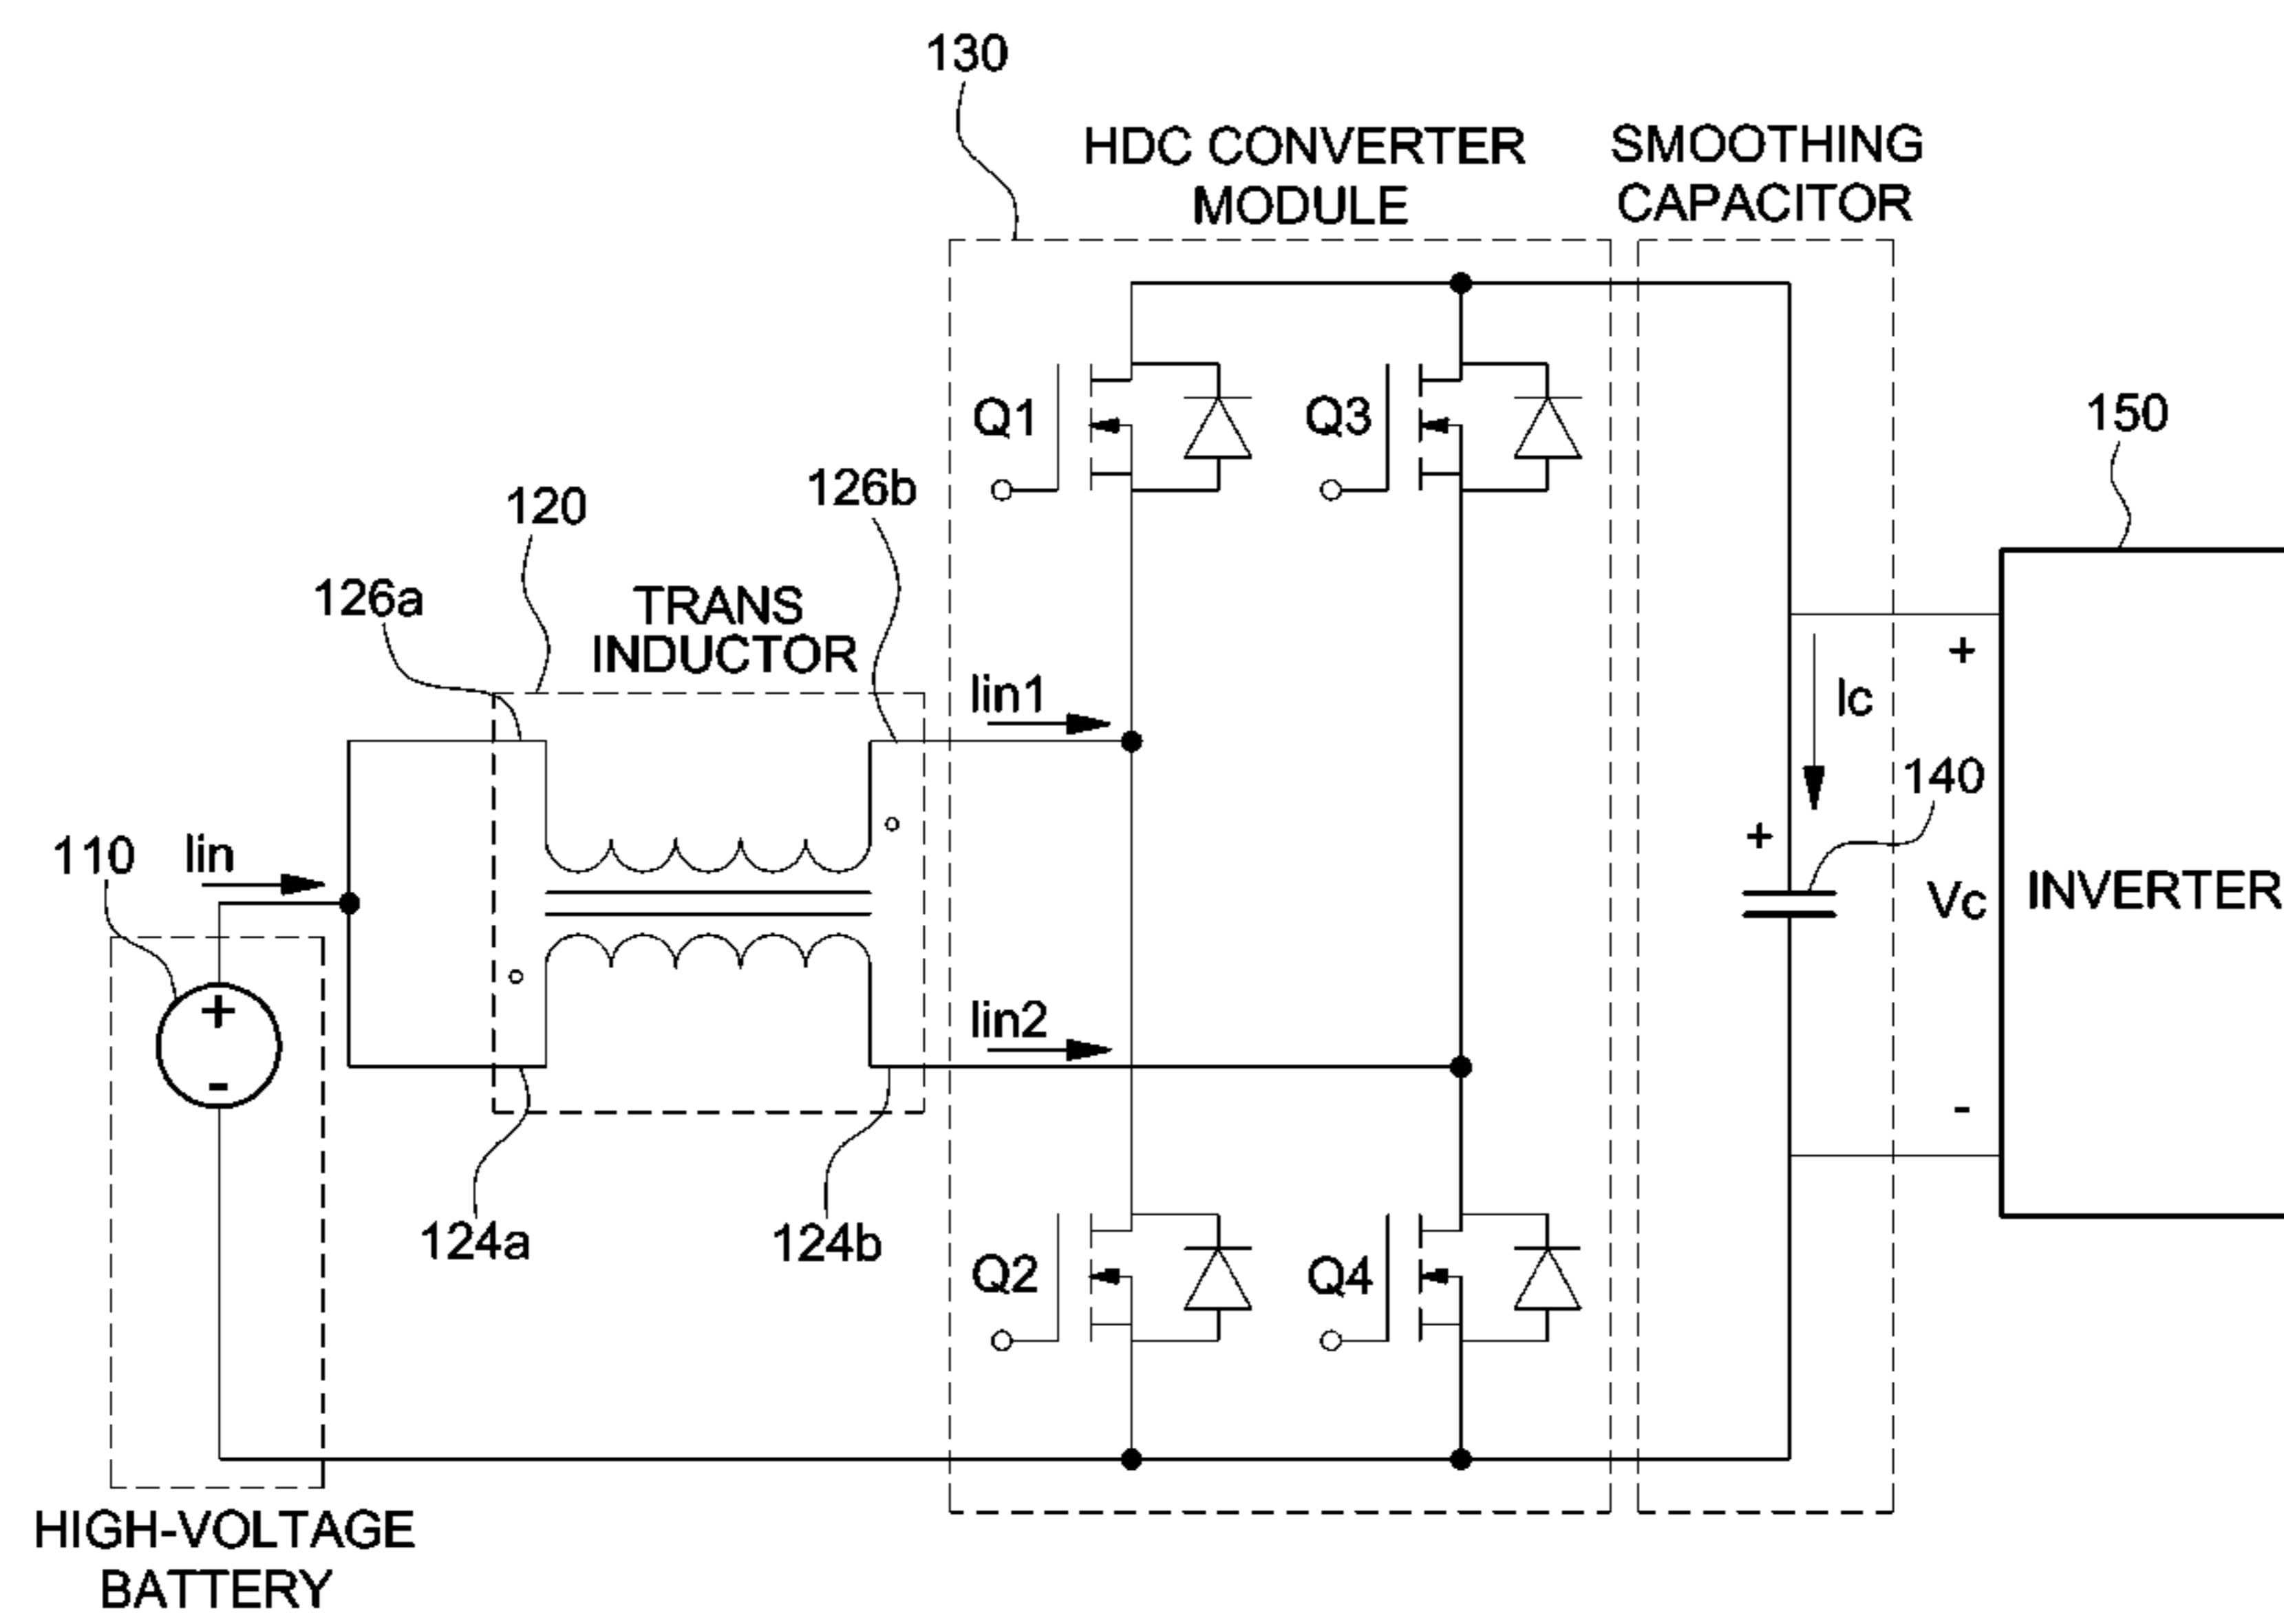 130
HDC CONVERTER
MODULE
SMOOTHING
CAPACITOR
Q1
Q3
150
120
126b
126a
TRANS
INDUCTOR
Iin1
+
Ic
140
110
Iin
+
Vc
INVERTER
+
-
Iin2
-
124a
124b
Q2
Q4
HIGH-VOLTAGE
BATTERY